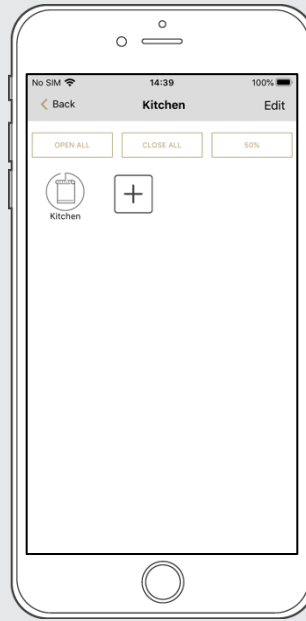 No SIM 14:39 100%
Back Kitchen Edit
OPEN ALL CLOSE ALL 50%
Kitchen